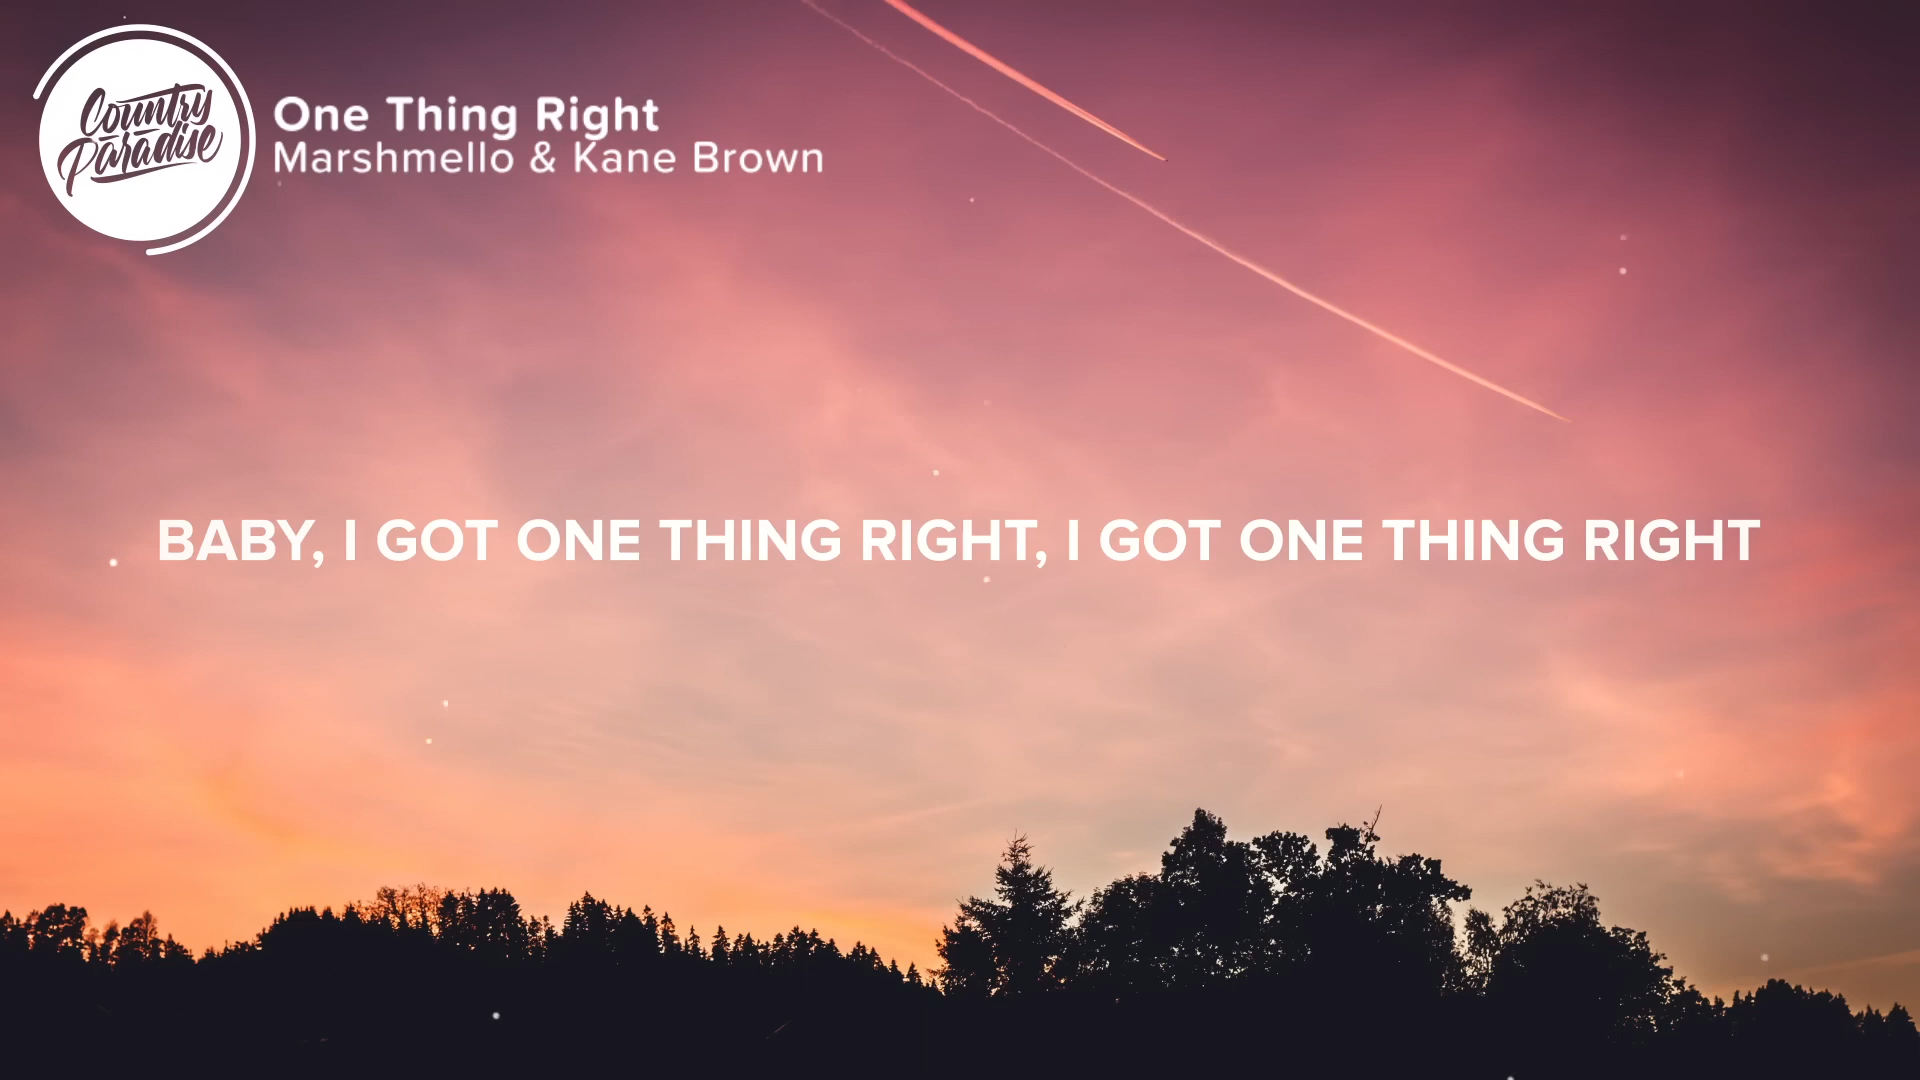 Country
Paradise
One Thing Right
Marshmello & Kane Brown
BABY, I GOT ONE THING RIGHT, I GOT ONE THING RIGHT